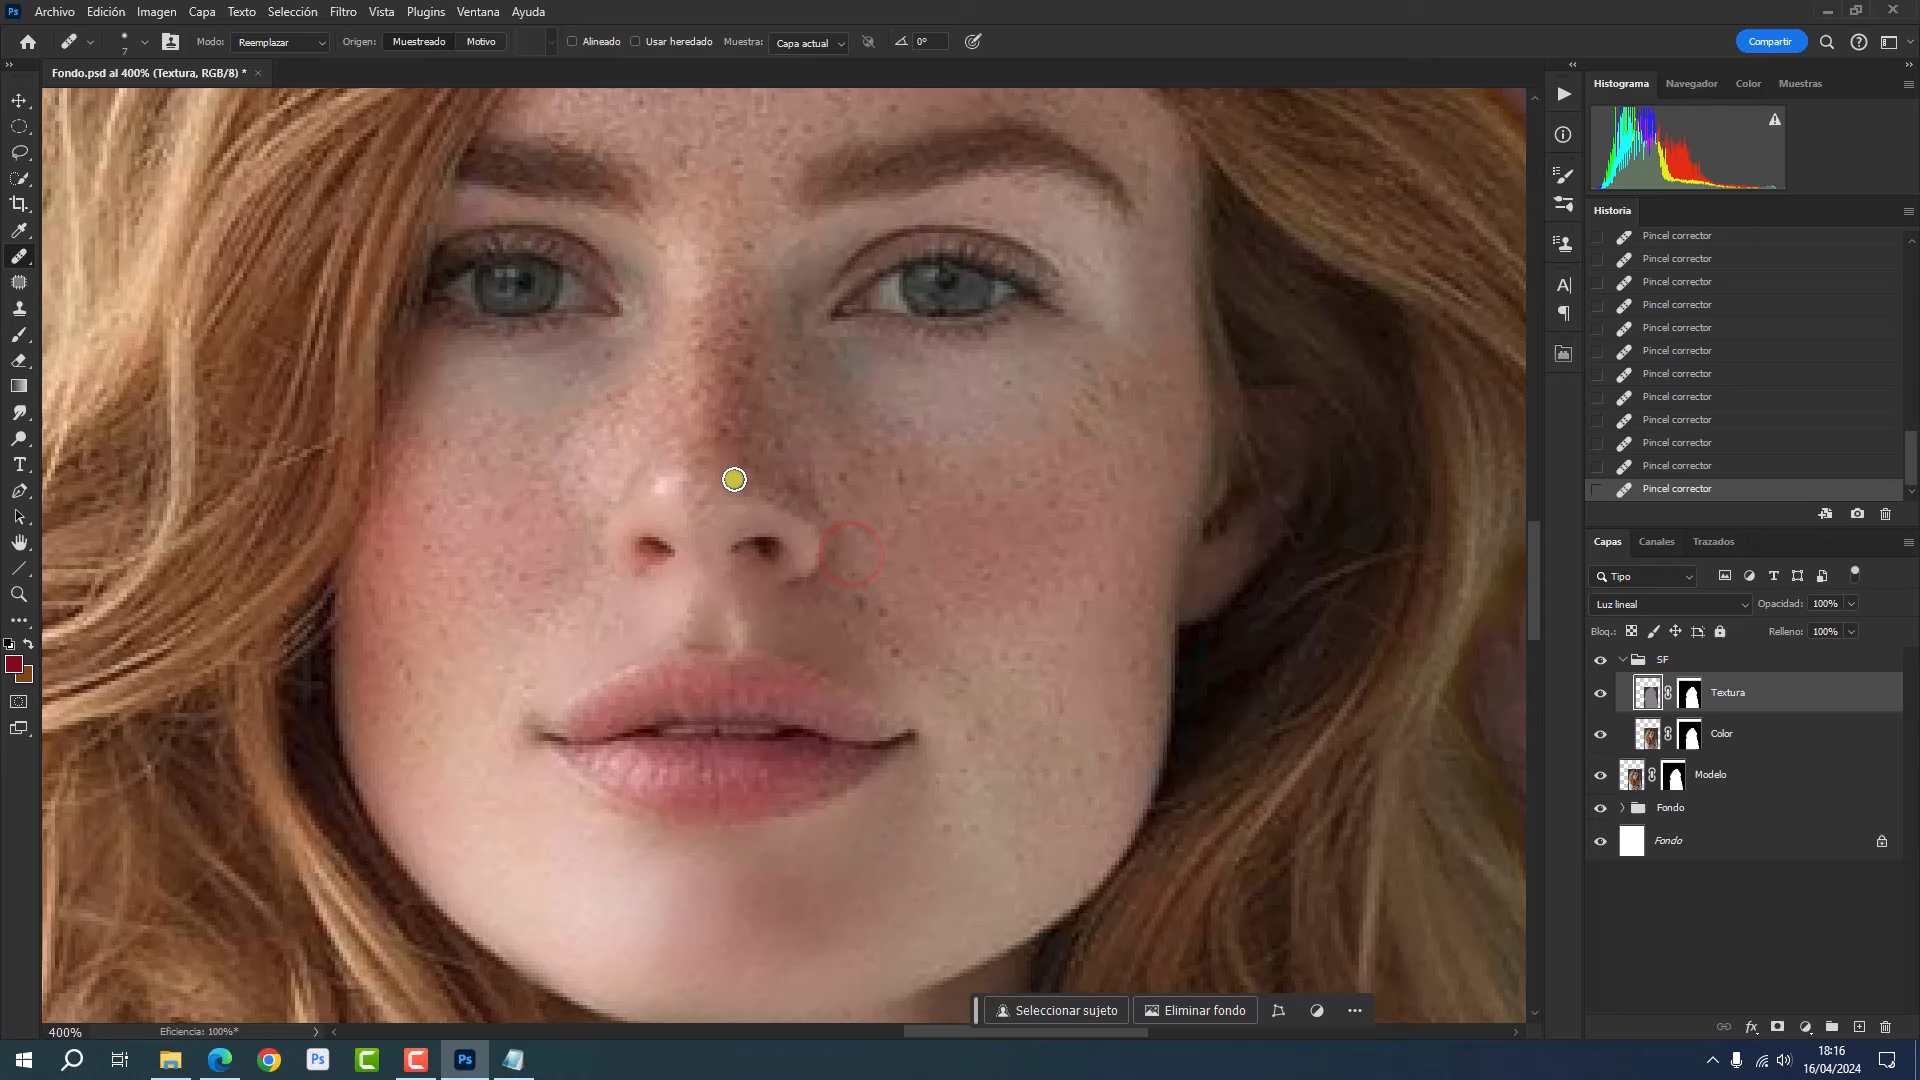 Ps Archivo Edición Imagen Capa Texto Selección Filtro Vista Plugins Ventana Ayuda
7 Modo: Reemplazar Origen: Muestreado Motivo Alineado Usar heredado Muestra: Capa actual 0° Compartir
Fondo.psd al 400% (Textura, RGB/8) * ×
Histograma Navegador Color Muestras
Historia
Pincel corrector
Pincel corrector
Pincel corrector
Pincel corrector
Pincel corrector
Pincel corrector
Pincel corrector
Pincel corrector
Pincel corrector
Pincel corrector
Pincel corrector
Pincel corrector
Capas Canales Trazados
Tipo
Luz lineal Opacidad: 100%
Bloq.: Relleno: 100%
SF
Textura
Color
Modelo
Fondo
Fondo
Seleccionar sujeto Eliminar fondo
400% Eficiencia: 100%*
18:16
16/04/2024